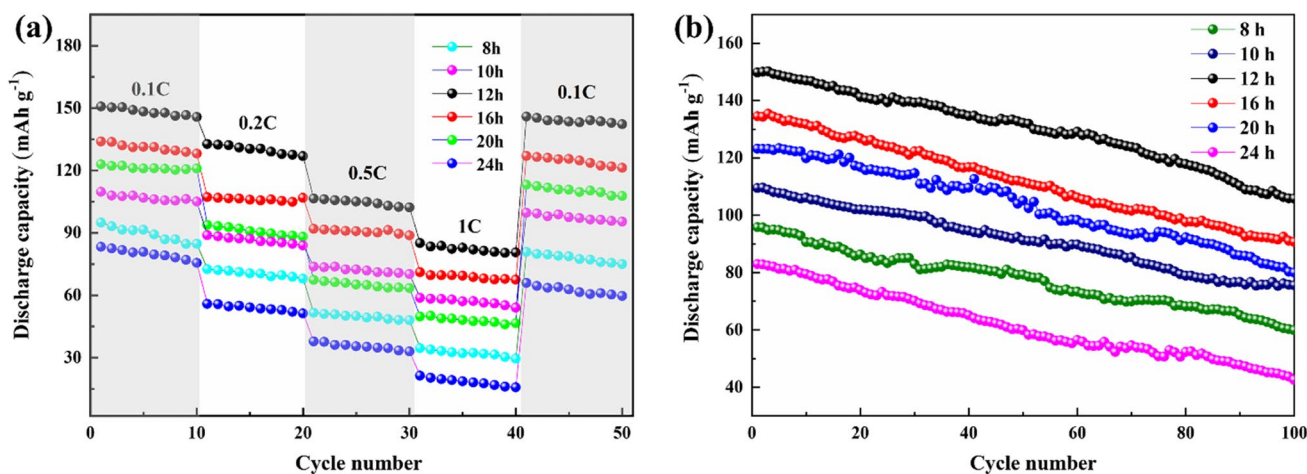 (a)
180
150
120
90
60
30
0
10
20
30
40
50
Discharge capacity (mAh g⁻¹)
Cycle number
0.1C
0.2C
0.5C
1C
0.1C
8h
10h
12h
16h
20h
24h
(b)
160
140
120
100
80
60
40
0
20
40
60
80
100
Discharge capacity (mAh g⁻¹)
Cycle number
8 h
10 h
12 h
16 h
20 h
24 h